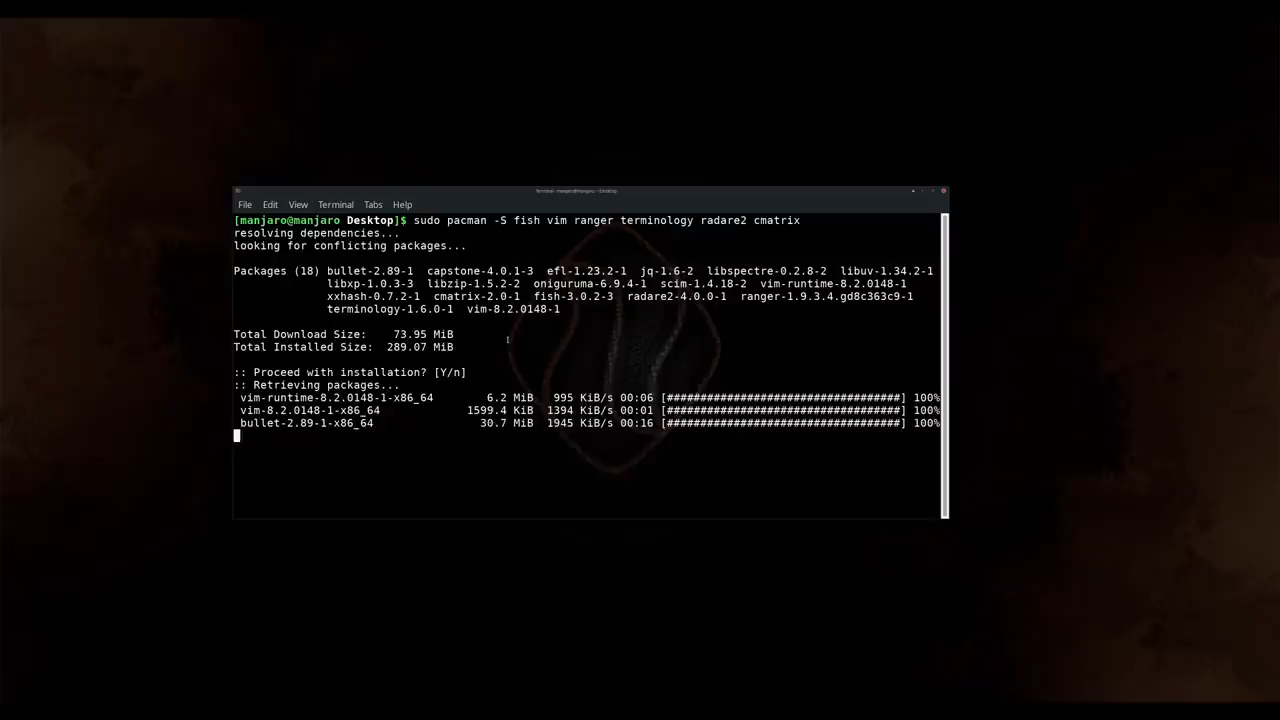 Terminal - manjaro@manjaro:~/Desktop
File Edit View Terminal Tabs Help
[manjaro@manjaro Desktop]$ sudo pacman -S fish vim ranger terminology radare2 cmatrix
resolving dependencies...
looking for conflicting packages...
Packages (18) bullet-2.89-1 capstone-4.0.1-3 efl-1.23.2-1 jq-1.6-2 libspectre-0.2.8-2 libuv-1.34.2-1
libxp-1.0.3-3 libzip-1.5.2-2 oniguruma-6.9.4-1 scim-1.4.18-2 vim-runtime-8.2.0148-1
xxhash-0.7.2-1 cmatrix-2.0-1 fish-3.0.2-3 radare2-4.0.0-1 ranger-1.9.3.4.gd8c363c9-1
terminology-1.6.0-1 vim-8.2.0148-1
Total Download Size: 73.95 MiB
Total Installed Size: 289.07 MiB
:: Proceed with installation? [Y/n]
:: Retrieving packages...
vim-runtime-8.2.0148-1-x86_64 6.2 MiB 995 KiB/s 00:06 [###################################] 100%
vim-8.2.0148-1-x86_64 1599.4 KiB 1394 KiB/s 00:01 [###################################] 100%
bullet-2.89-1-x86_64 30.7 MiB 1945 KiB/s 00:16 [###################################] 100%